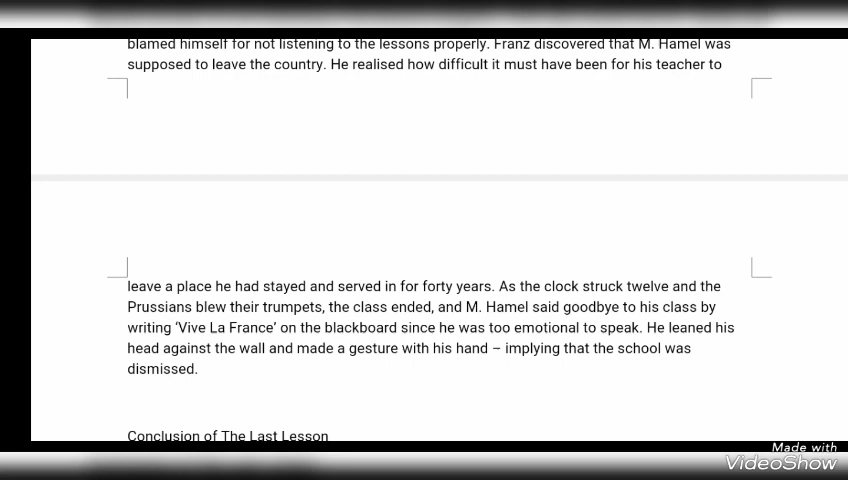 blamed himself for not listening to the lessons properly. Franz discovered that M. Hamel was
supposed to leave the country. He realised how difficult it must have been for his teacher to
leave a place he had stayed and served in for forty years. As the clock struck twelve and the
Prussians blew their trumpets, the class ended, and M. Hamel said goodbye to his class by
writing ‘Vive La France’ on the blackboard since he was too emotional to speak. He leaned his
head against the wall and made a gesture with his hand – implying that the school was
dismissed.
Conclusion of The Last Lesson
Made with
VideoShow